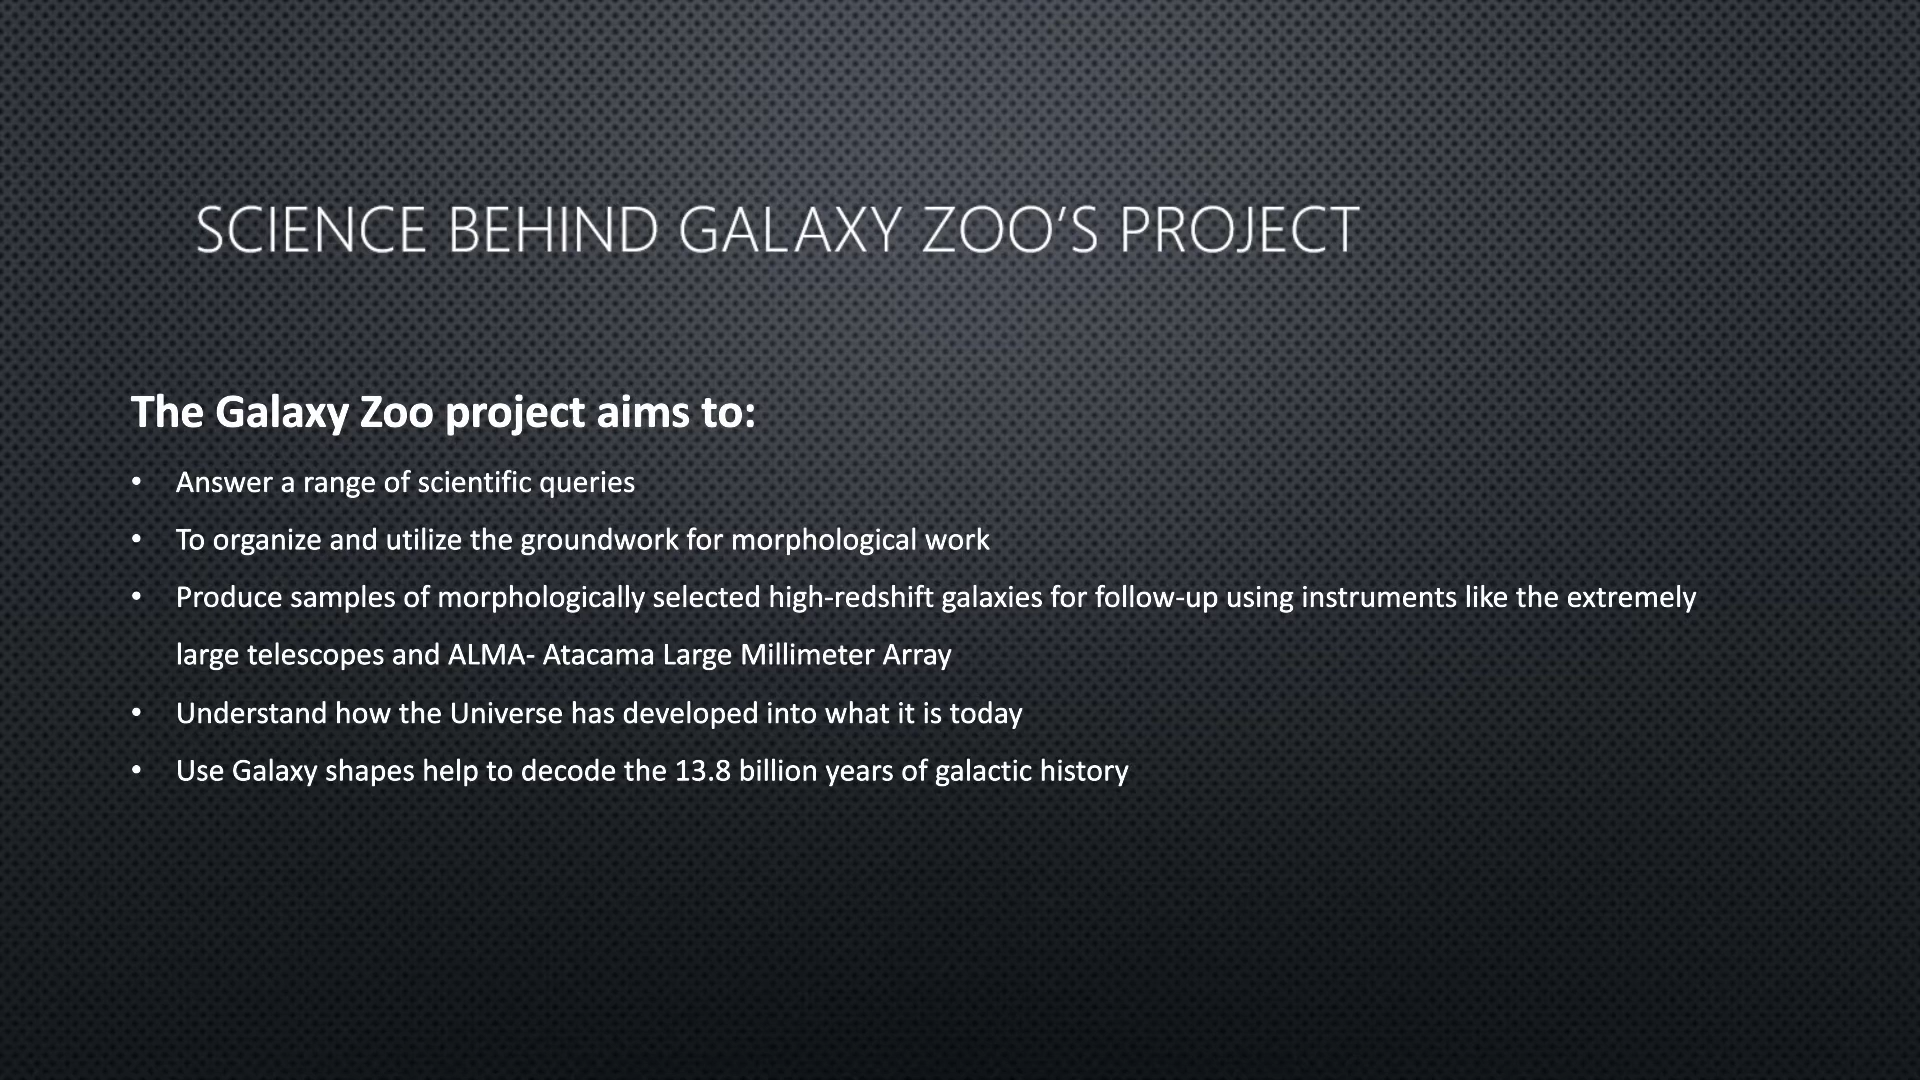 SCIENCE BEHIND GALAXY ZOO’S PROJECT
The Galaxy Zoo project aims to:
• Answer a range of scientific queries
• To organize and utilize the groundwork for morphological work
• Produce samples of morphologically selected high-redshift galaxies for follow-up using instruments like the extremely
large telescopes and ALMA- Atacama Large Millimeter Array
• Understand how the Universe has developed into what it is today
• Use Galaxy shapes help to decode the 13.8 billion years of galactic history